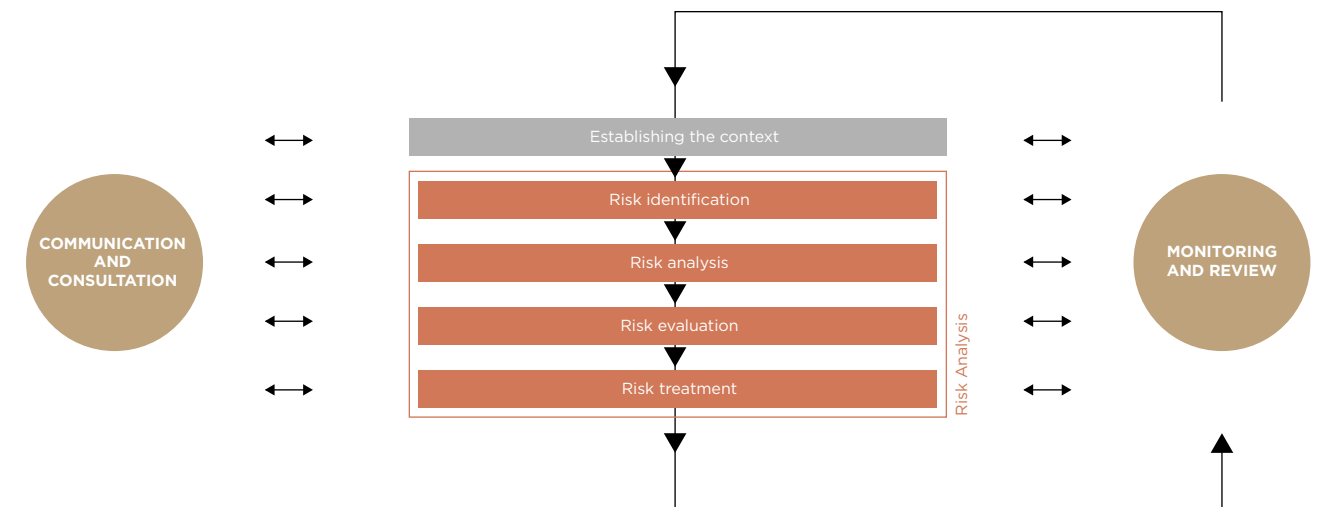 Establishing the context
Risk identification
COMMUNICATION
AND
CONSULTATION
Risk analysis
MONITORING
AND REVIEW
Risk evaluation
Risk treatment
Risk Analysis